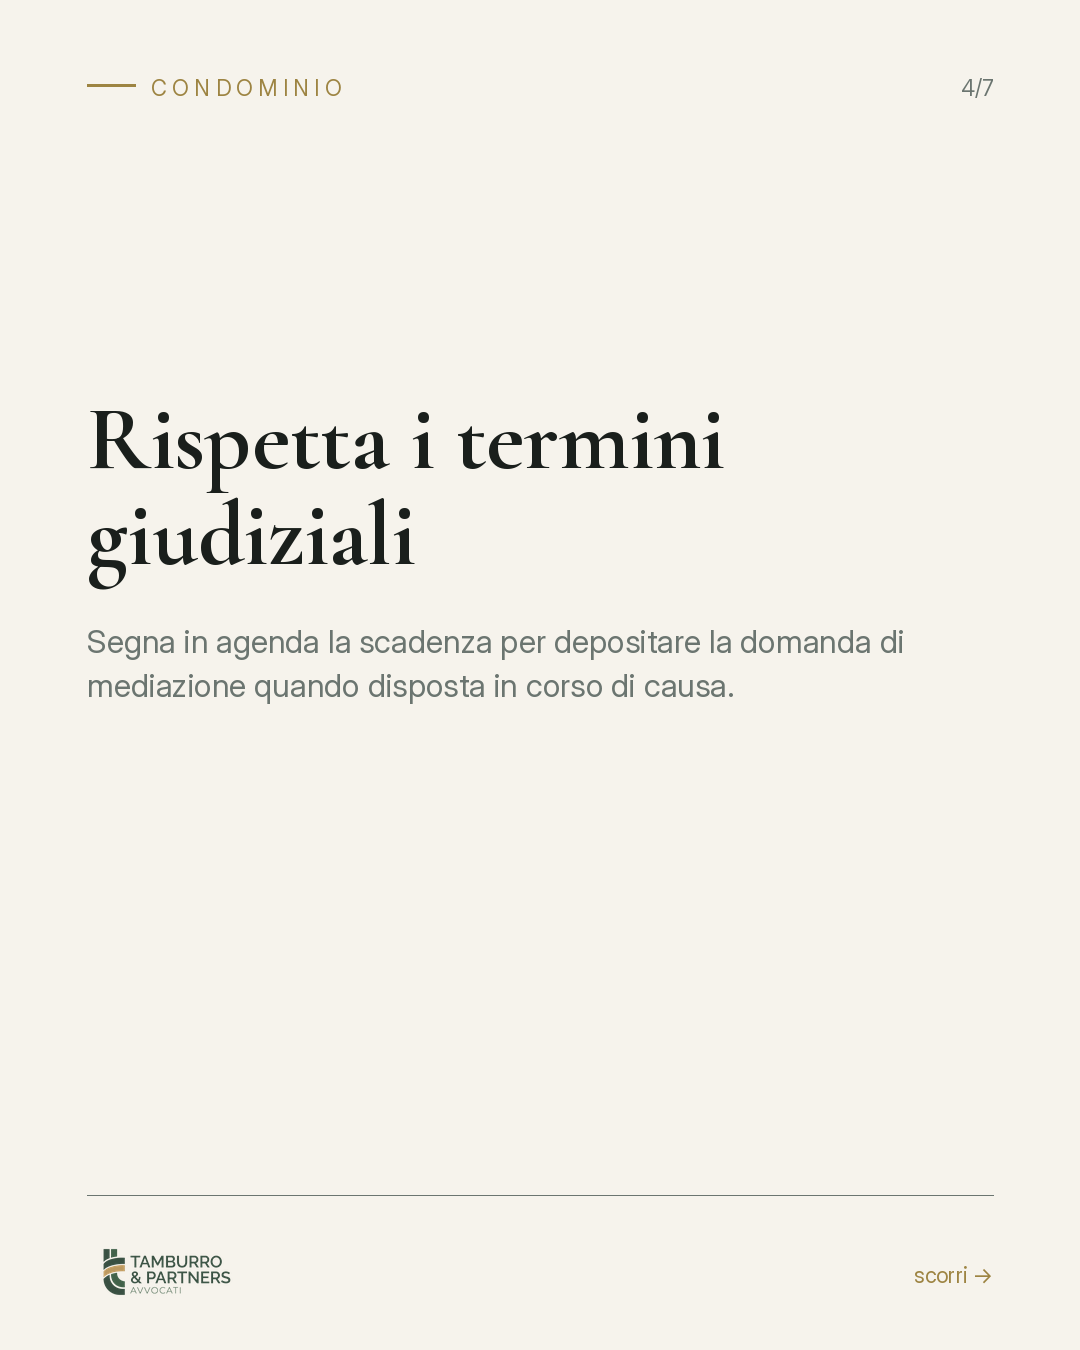 CONDOMINIO
4/7
Rispetta i termini
giudiziali
Segna in agenda la scadenza per depositare la domanda di
mediazione quando disposta in corso di causa.
TAMBURRO
& PARTNERS
AVVOCATI
scorri →